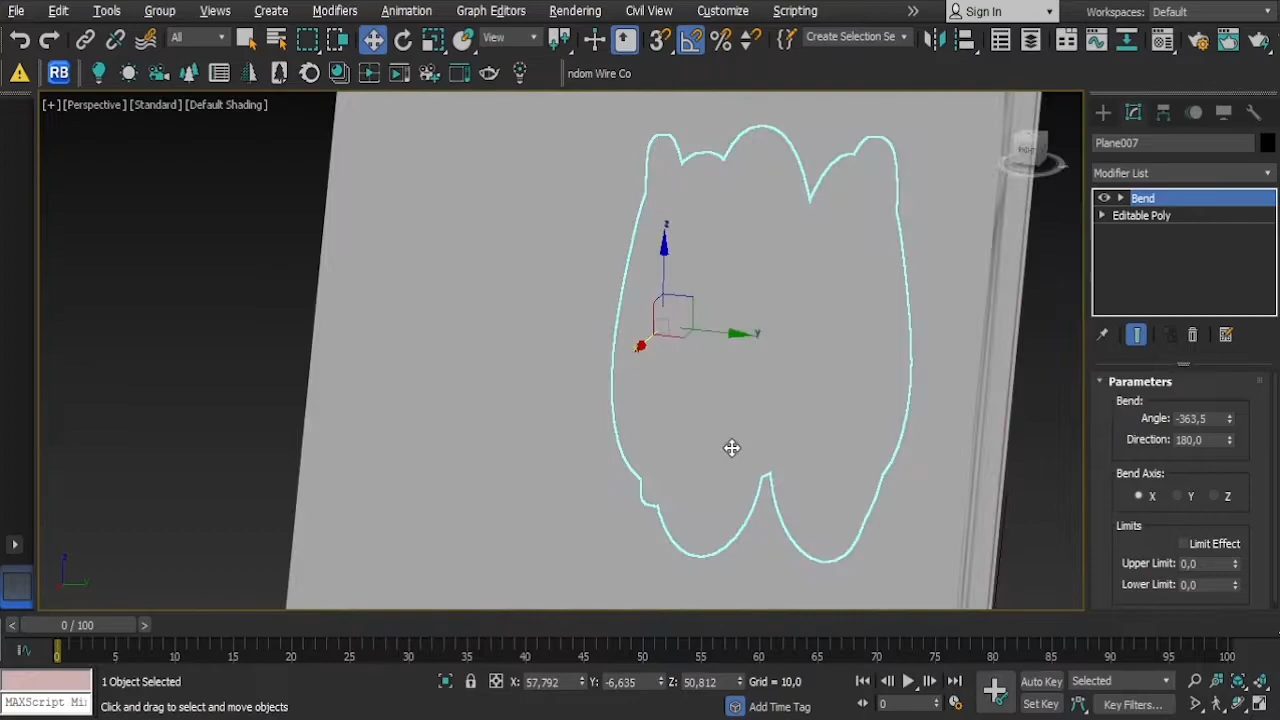 File Edit Tools Group Views Create Modifiers Animation Graph Editors Rendering Civil View Customize Scripting » Sign In Workspaces: Default
All View 3 % Create Selection Se
RB ndom Wire Co
[+] [Perspective] [Standard] [Default Shading]
Plane007
Modifier List
Bend
Editable Poly
Parameters
Bend:
Angle: -363,5
Direction: 180,0
Bend Axis:
X Y Z
Limits
Limit Effect
Upper Limit: 0,0
Lower Limit: 0,0
z
y
z
y
< 0 / 100 >
0 5 10 15 20 25 30 35 40 45 50 55 60 65 70 75 80 85 90 95 100
1 Object Selected X: 57,792 Y: -6,635 Z: 50,812 Grid = 10,0 Auto Key Selected
MAXScript Mi Click and drag to select and move objects Add Time Tag 0 Set Key Key Filters...